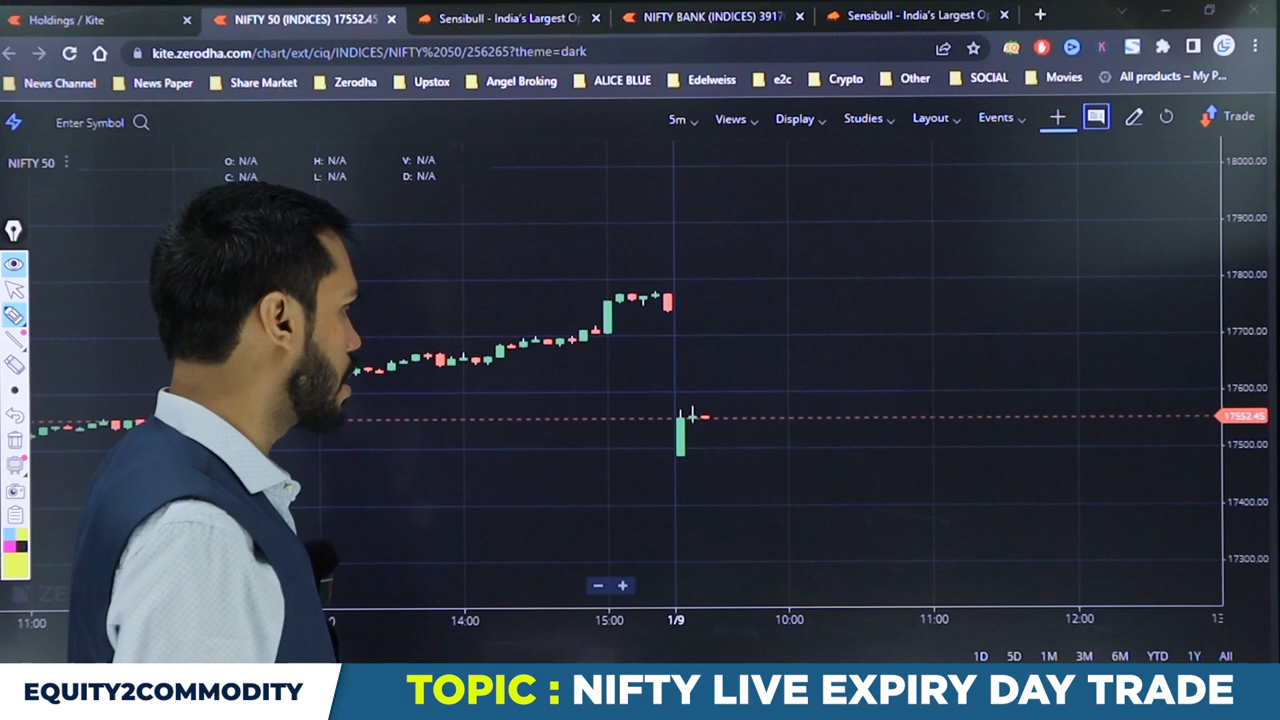 Holdings / Kite
NIFTY 50 (INDICES) 17552.45
Sensibull - India's Largest Op
NIFTY BANK (INDICES) 3917
Sensibull - India's Largest Op
kite.zerodha.com/chart/ext/ciq/INDICES/NIFTY%2050/256265?theme=dark
News Channel
News Paper
Share Market
Zerodha
Upstox
Angel Broking
ALICE BLUE
Edelweiss
e2c
Crypto
Other
SOCIAL
Movies
All products – My P...
Enter Symbol
5m
Views
Display
Studies
Layout
Events
Trade
NIFTY 50
O: N/A
H: N/A
V: N/A
C: N/A
L: N/A
D: N/A
18000.00
17900.00
17800.00
17700.00
17600.00
17552.45
17500.00
17400.00
17300.00
ZE
11:00
0
14:00
15:00
1/9
10:00
11:00
12:00
13
1D
5D
1M
3M
6M
YTD
1Y
All
EQUITY2COMMODITY
TOPIC : NIFTY LIVE EXPIRY DAY TRADE